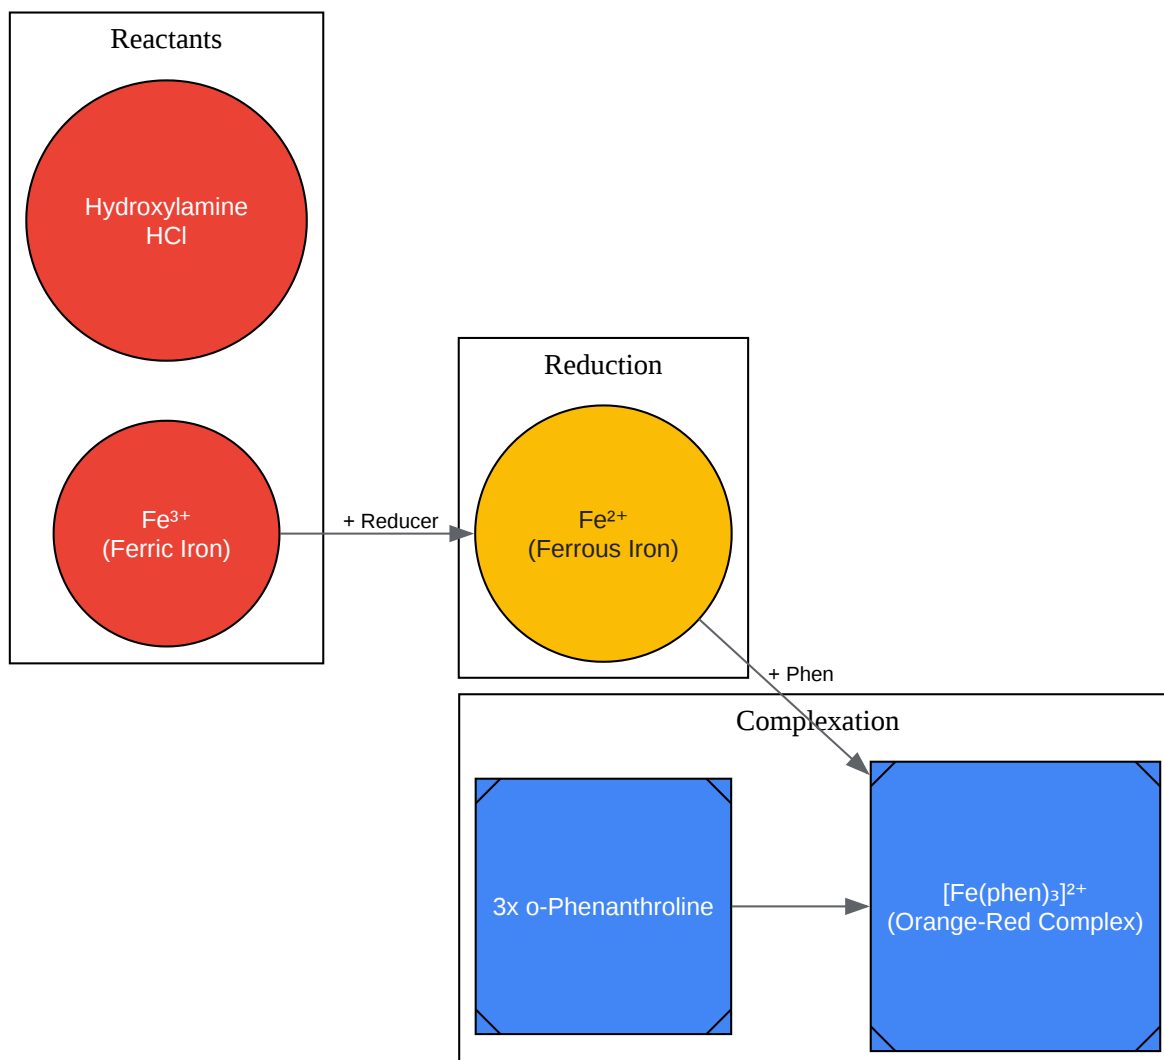 Reactants
Hydroxylamine
HCl
Fe³⁺
(Ferric Iron)
+ Reducer
Reduction
Fe²⁺
(Ferrous Iron)
+ Phen
Complexation
3x o-Phenanthroline
[Fe(phen)₃]²⁺
(Orange-Red Complex)